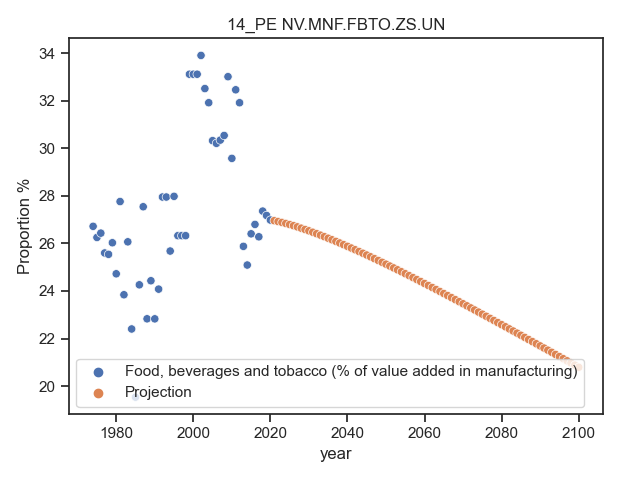 14_PE NV.MNF.FBTO.ZS.UN
Proportion %
34
32
30
28
26
24
22
20
Food, beverages and tobacco (% of value added in manufacturing)
Projection
1980 2000 2020 2040 2060 2080 2100
year